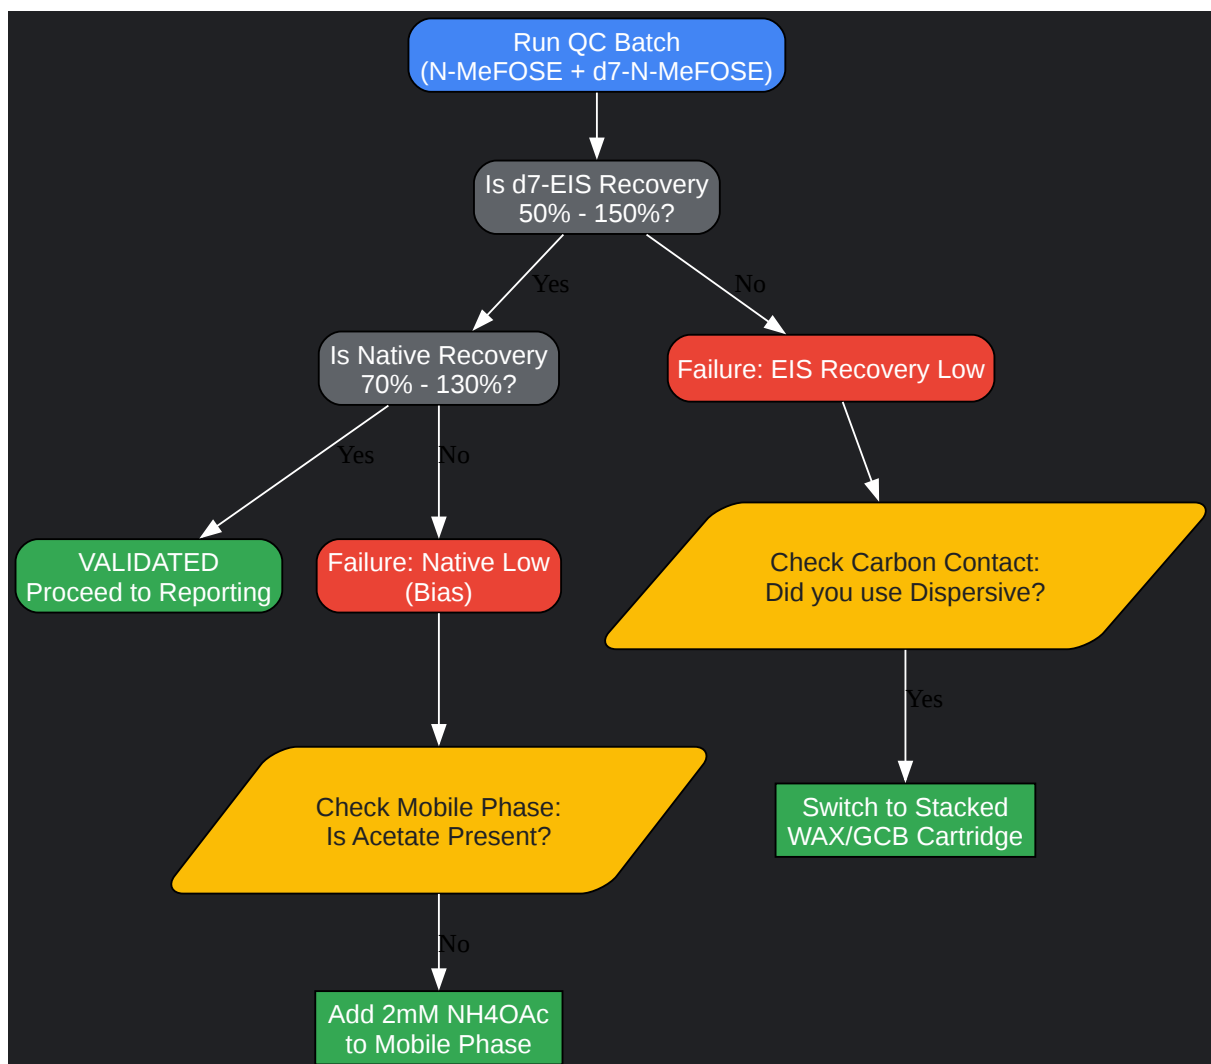 Run QC Batch
(N-MeFOSE + d7-N-MeFOSE)
Is d7-EIS Recovery
50% - 150%?
Yes
No
Is Native Recovery
70% - 130%?
Failure: EIS Recovery Low
Yes
No
VALIDATED
Proceed to Reporting
Failure: Native Low
(Bias)
Check Carbon Contact:
Did you use Dispersive?
Yes
Check Mobile Phase:
Is Acetate Present?
Switch to Stacked
WAX/GCB Cartridge
No
Add 2mM NH4OAc
to Mobile Phase